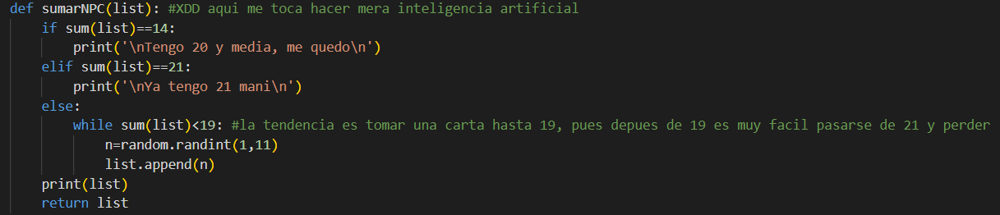 def sumarNPC(list): #XDD aqui me toca hacer mera inteligencia artificial
    if sum(list)==14:
        print('\nTengo 20 y media, me quedo\n')
    elif sum(list)==21:
        print('\nYa tengo 21 mani\n')
    else:
        while sum(list)<19: #la tendencia es tomar una carta hasta 19, pues depues de 19 es muy facil pasarse de 21 y perder
            n=random.randint(1,11)
            list.append(n)
    print(list)
    return list